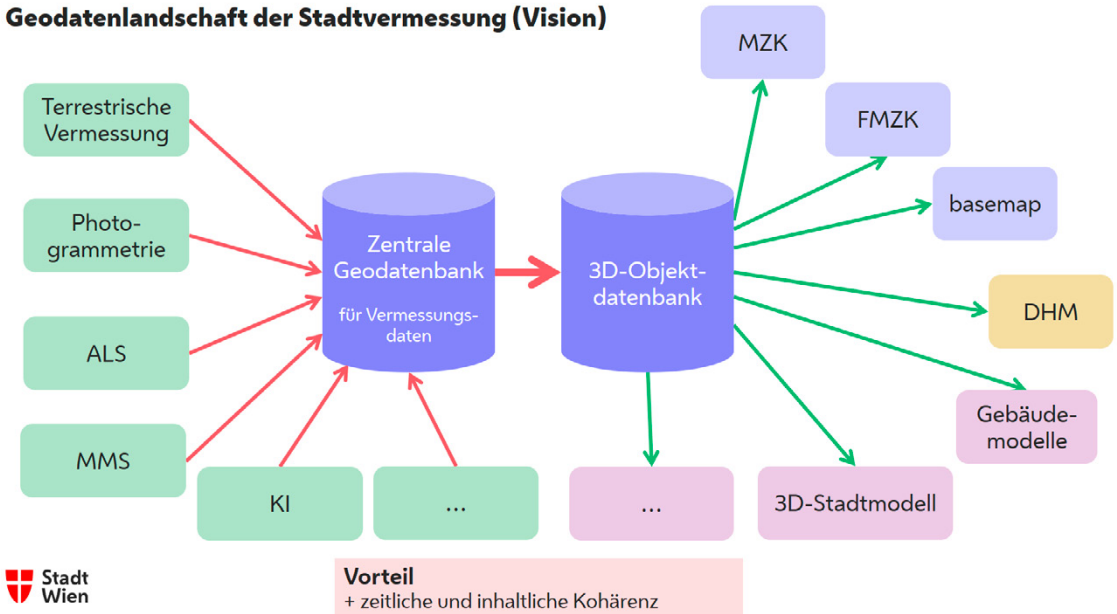 Geodatenlandschaft der Stadtvermessung (Vision)
MZK
FMZK
basemap
DHM
Gebäude-
modelle
3D-Stadtmodell
...
Terrestrische
Vermessung
Photo-
grammetrie
ALS
MMS
KI
...
Zentrale
Geodatenbank
für Vermessungs-
daten
3D-Objekt-
datenbank
Stadt
Wien
Vorteil
+ zeitliche und inhaltliche Kohärenz